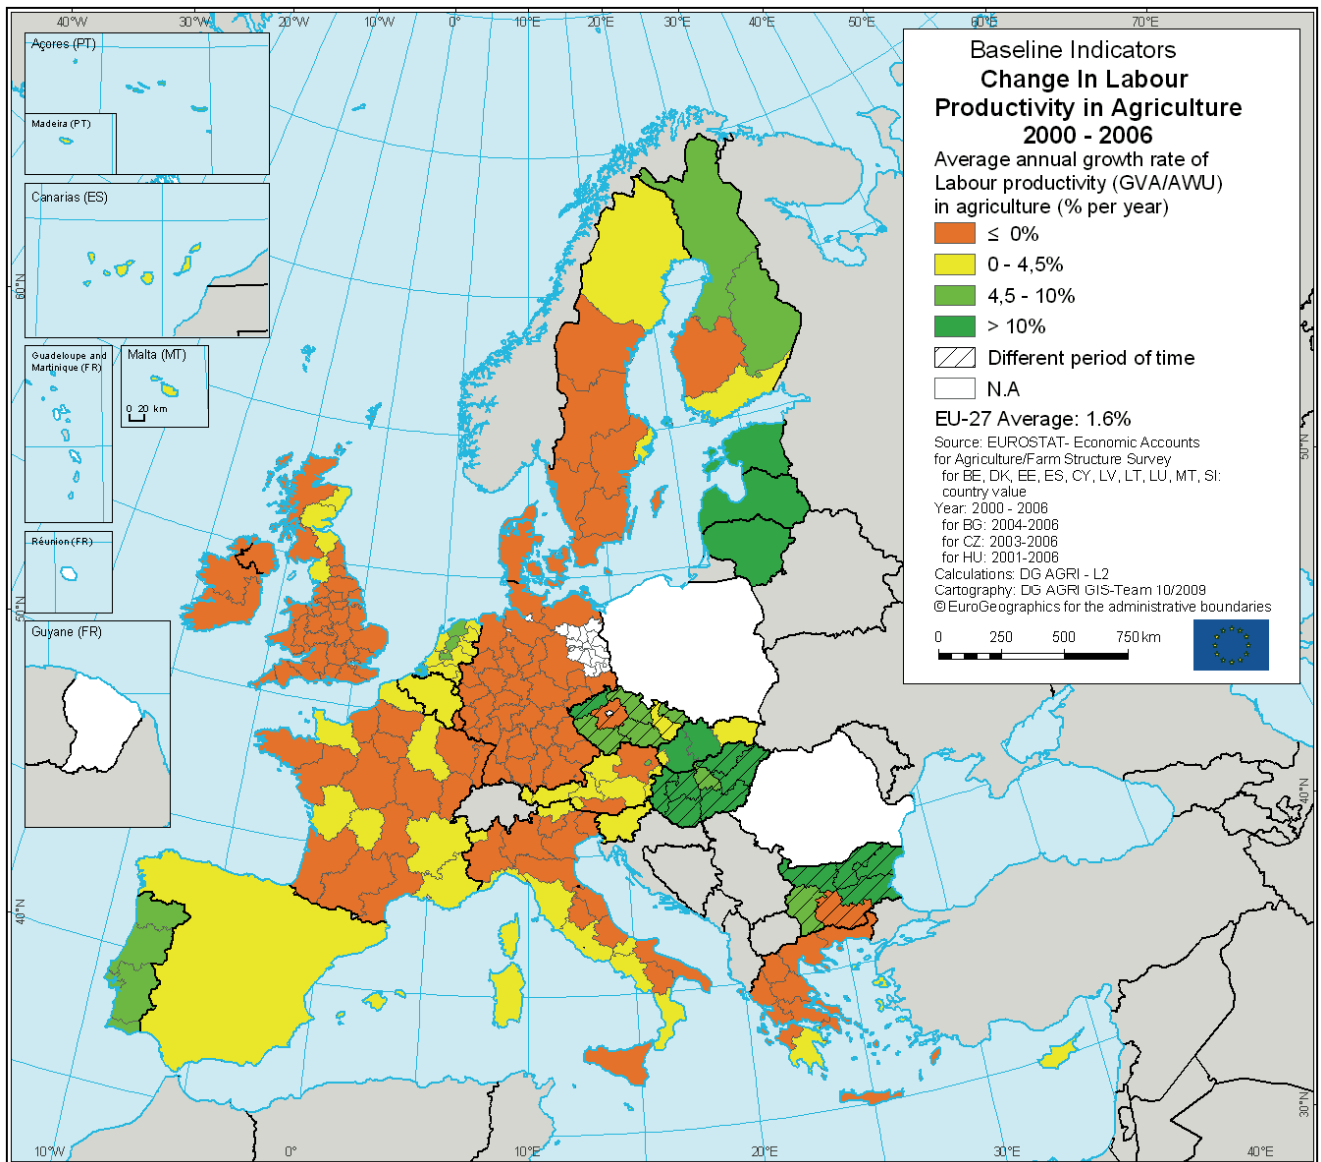 40°W
30°W
20°W
10°W
0°
10°E
20°E
30°E
40°E
50°E
60°E
70°E
Açores (PT)
Madeira (PT)
Canarias (ES)
Guadeloupe and
Martinique (FR)
Malta (MT)
0 20 km
Réunion (FR)
Guyane (FR)
Baseline Indicators
Change In Labour
Productivity in Agriculture
2000 - 2006
Average annual growth rate of
Labour productivity (GVA/AWU)
in agriculture (% per year)
≤ 0%
0 - 4,5%
4,5 - 10%
> 10%
Different period of time
N.A
EU-27 Average: 1.6%
Source: EUROSTAT- Economic Accounts
for Agriculture/Farm Structure Survey
for BE, DK, EE, ES, CY, LV, LT, LU, MT, SI:
country value
Year: 2000 - 2006
for BG: 2004-2006
for CZ: 2003-2006
for HU: 2001-2006
Calculations: DG AGRI - L2
Cartography: DG AGRI GIS-Team 10/2009
© EuroGeographics for the administrative boundaries
0 250 500 750 km
60°N
50°N
40°N
50°N
40°N
30°N
10°W
0°
10°E
20°E
30°E
40°E